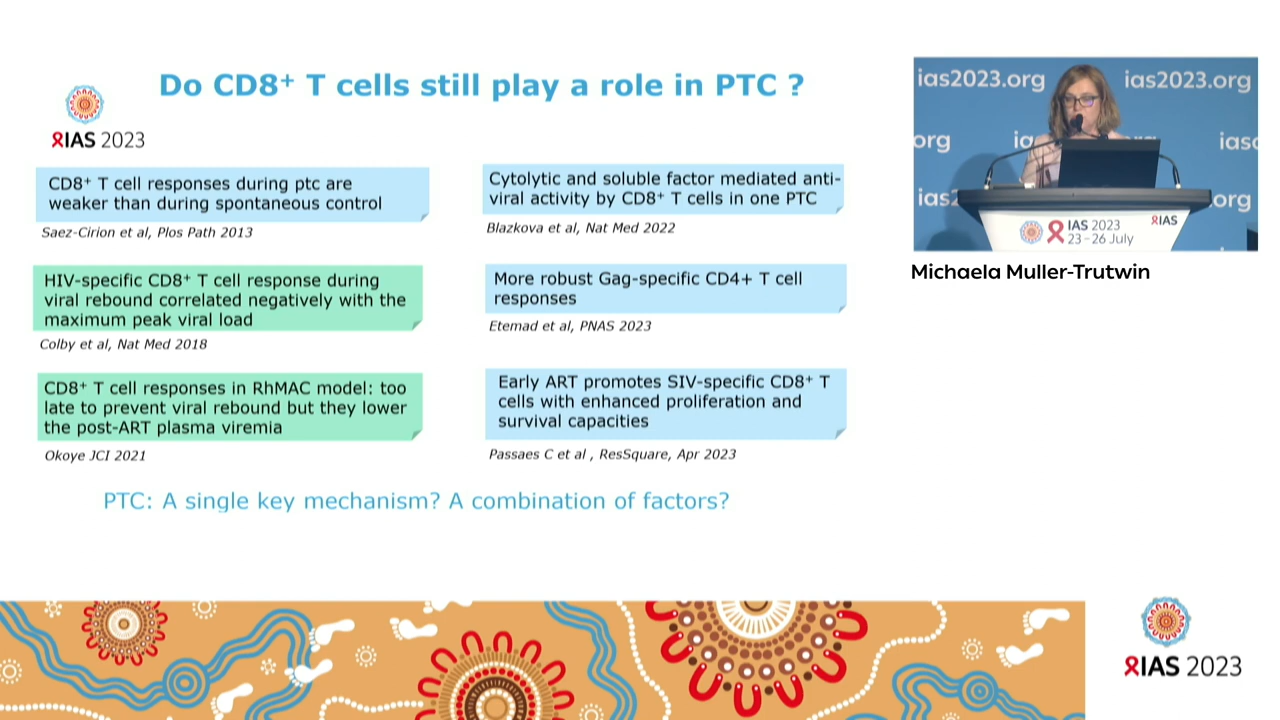 Do CD8⁺ T cells still play a role in PTC ?
IAS 2023
CD8⁺ T cell responses during ptc are
weaker than during spontaneous control
Saez-Cirion et al, Plos Path 2013
HIV-specific CD8⁺ T cell response during
viral rebound correlated negatively with the
maximum peak viral load
Colby et al, Nat Med 2018
CD8⁺ T cell responses in RhMAC model: too
late to prevent viral rebound but they lower
the post-ART plasma viremia
Okoye JCI 2021
Cytolytic and soluble factor mediated anti-
viral activity by CD8⁺ T cells in one PTC
Blazkova et al, Nat Med 2022
More robust Gag-specific CD4+ T cell
responses
Etemad et al, PNAS 2023
Early ART promotes SIV-specific CD8⁺ T
cells with enhanced proliferation and
survival capacities
Passaes C et al , ResSquare, Apr 2023
PTC: A single key mechanism? A combination of factors?
ias2023.org
ias2023.org
org
ia
ias
ias2
.org
IAS 2023
23–26 July
IAS
Michaela Muller-Trutwin
IAS 2023